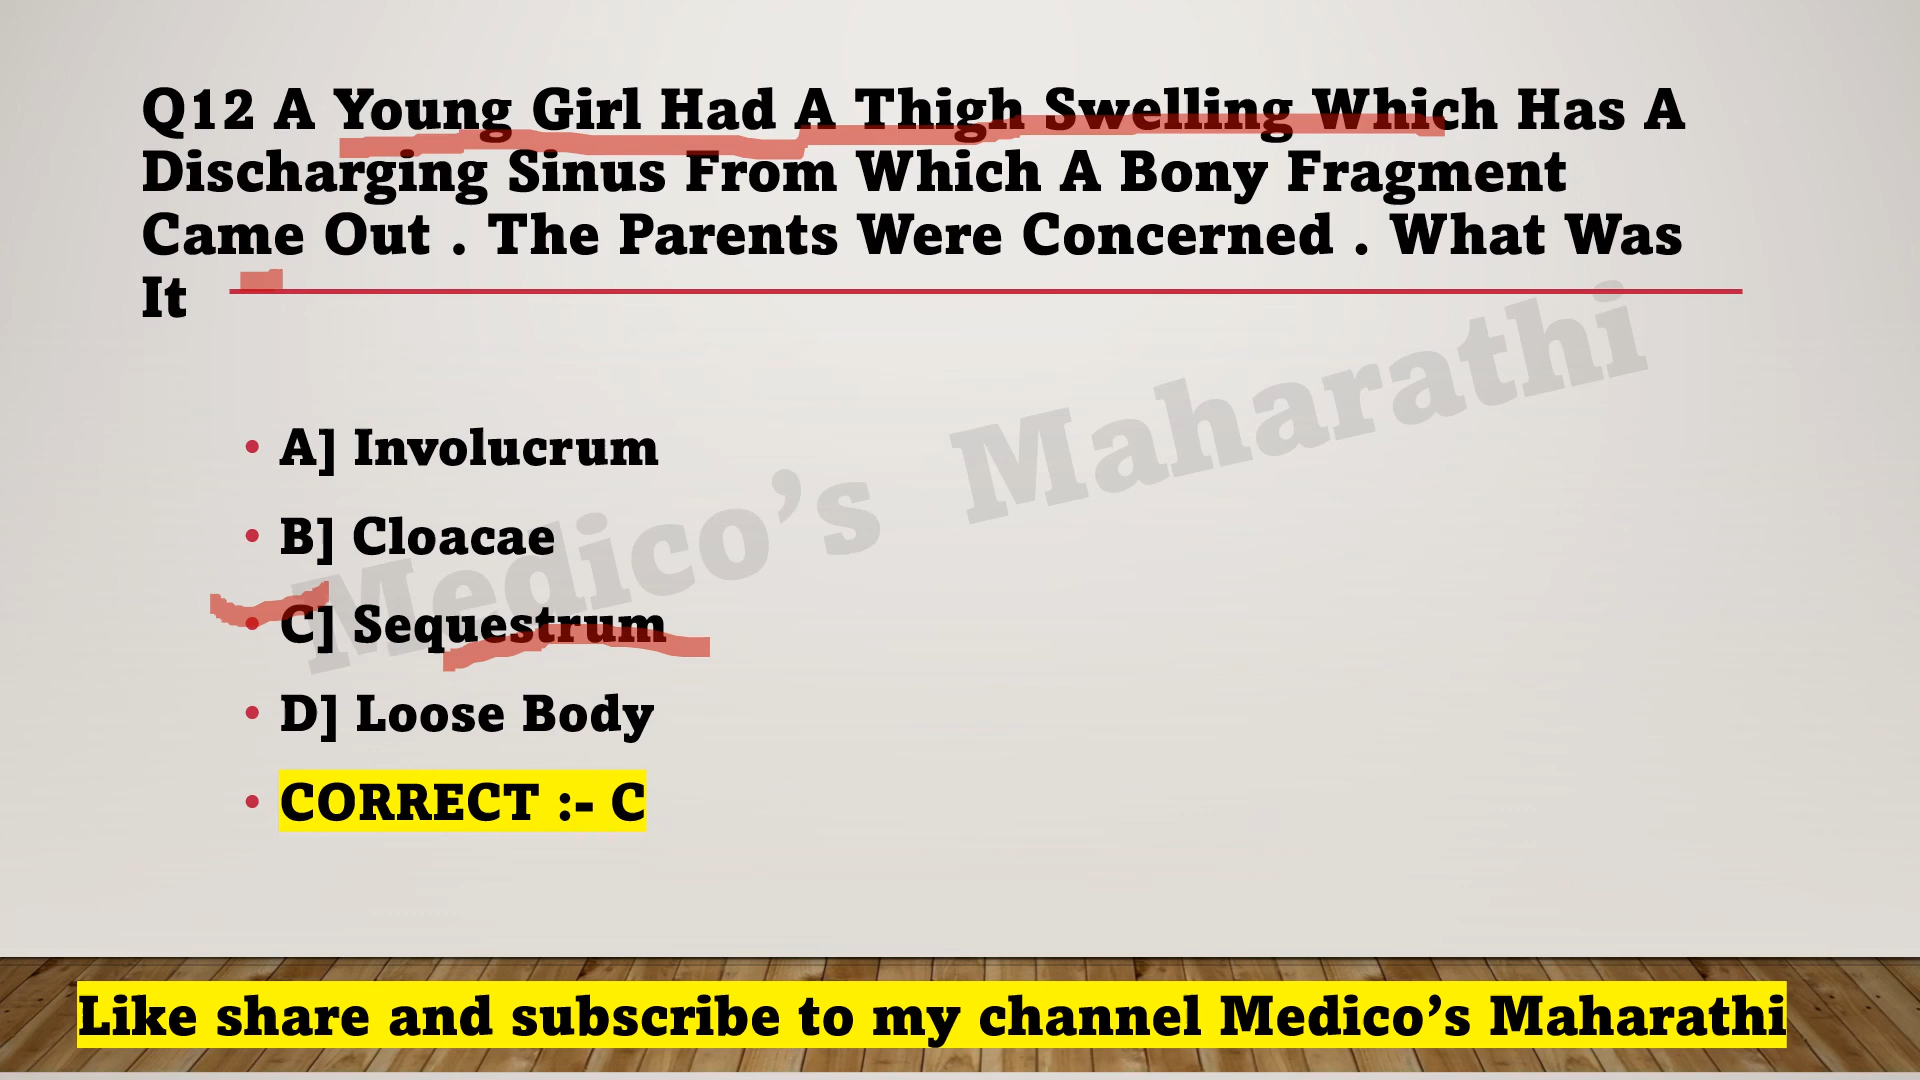 Q12 A Young Girl Had A Thigh Swelling Which Has A
Discharging Sinus From Which A Bony Fragment
Came Out . The Parents Were Concerned . What Was
It
Medico’s Maharathi
• A] Involucrum
• B] Cloacae
• C] Sequestrum
• D] Loose Body
• CORRECT :- C
Like share and subscribe to my channel Medico’s Maharathi